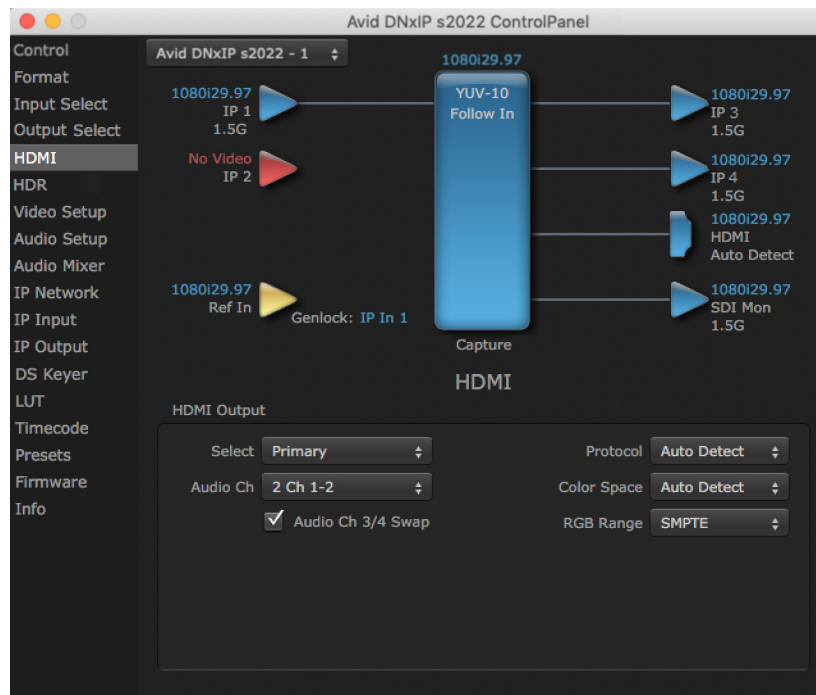 Avid DNxIP s2022 ControlPanel
Control
Format
Input Select
Output Select
HDMI
HDR
Video Setup
Audio Setup
Audio Mixer
IP Network
IP Input
IP Output
DS Keyer
LUT
Timecode
Presets
Firmware
Info
Avid DNxIP s2022 - 1
1080i29.97
YUV-10
Follow In
Capture
1080i29.97
IP 1
1.5G
No Video
IP 2
1080i29.97
Ref In
Genlock: IP In 1
1080i29.97
IP 3
1.5G
1080i29.97
IP 4
1.5G
1080i29.97
HDMI
Auto Detect
1080i29.97
SDI Mon
1.5G
HDMI
HDMI Output
Select Primary
Audio Ch 2 Ch 1-2
Audio Ch 3/4 Swap
Protocol Auto Detect
Color Space Auto Detect
RGB Range SMPTE